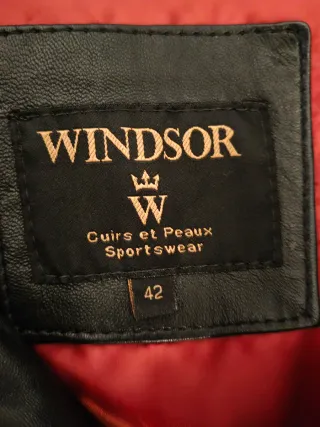 WINDSOR
W
Cuirs et Peaux
Sportswear
42